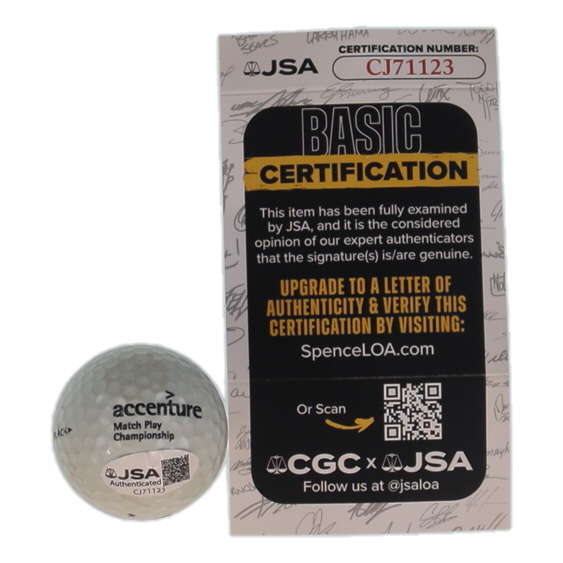 CERTIFICATION NUMBER:
JSA
CJ71123
BASIC
CERTIFICATION
This item has been fully examined
by JSA, and it is the considered
opinion of our expert authenticators
that the signature(s) is/are genuine.
UPGRADE TO A LETTER OF
AUTHENTICITY & VERIFY THIS
CERTIFICATION BY VISITING:
SpenceLOA.com
Or Scan
CGC x JSA
Follow us at @jsaloa
accenture
Match Play
Championship
JSA
Authenticated
CJ71123